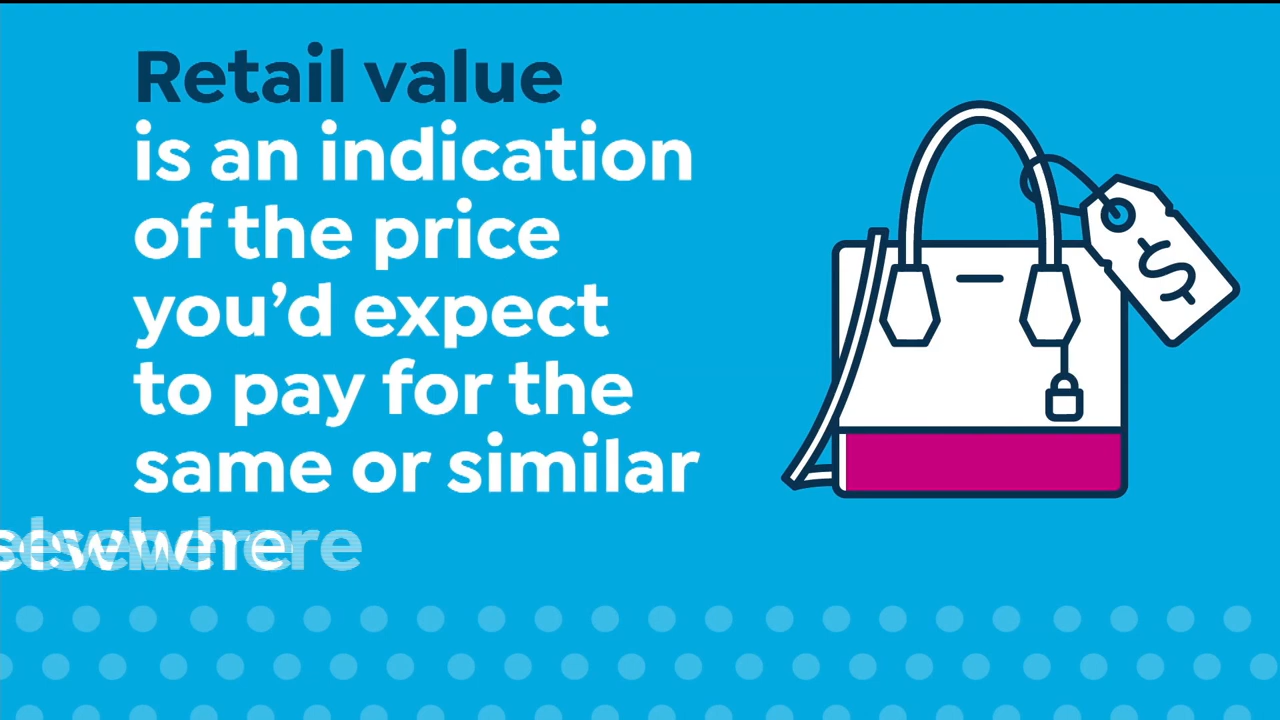 Retail value
is an indication
of the price
you’d expect
to pay for the
same or similar
elsewhere
$